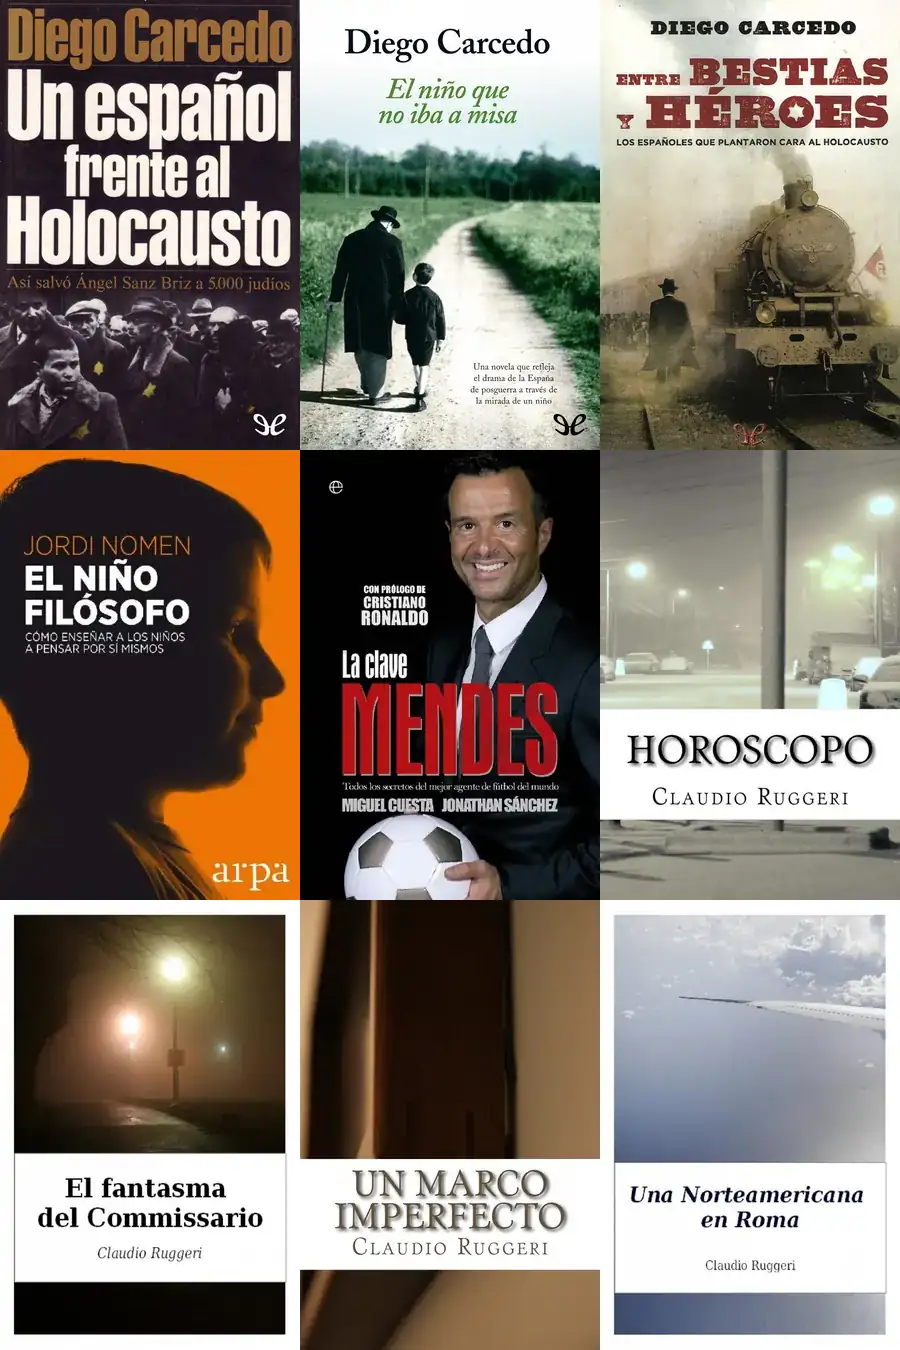 Diego Carcedo
Un español
frente al
Holocausto
Así salvó Ángel Sanz Briz a 5.000 judíos
Diego Carcedo
El niño que
no iba a misa
Una novela que refleja
el drama de la España
de posguerra a través de
la mirada de un niño
DIEGO CARCEDO
ENTRE BESTIAS
Y HÉROES
LOS ESPAÑOLES QUE PLANTARON CARA AL HOLOCAUSTO
JORDI NOMEN
EL NIÑO
FILÓSOFO
CÓMO ENSEÑAR A LOS NIÑOS
A PENSAR POR SÍ MISMOS
arpa
CON PRÓLOGO DE
CRISTIANO
RONALDO
La clave
MENDES
Todos los secretos del mejor agente de fútbol del mundo
MIGUEL CUESTA JONATHAN SÁNCHEZ
HOROSCOPO
CLAUDIO RUGGERI
El fantasma
del Commissario
Claudio Ruggeri
UN MARCO
IMPERFECTO
CLAUDIO RUGGERI
Una Norteamericana
en Roma
Claudio Ruggeri